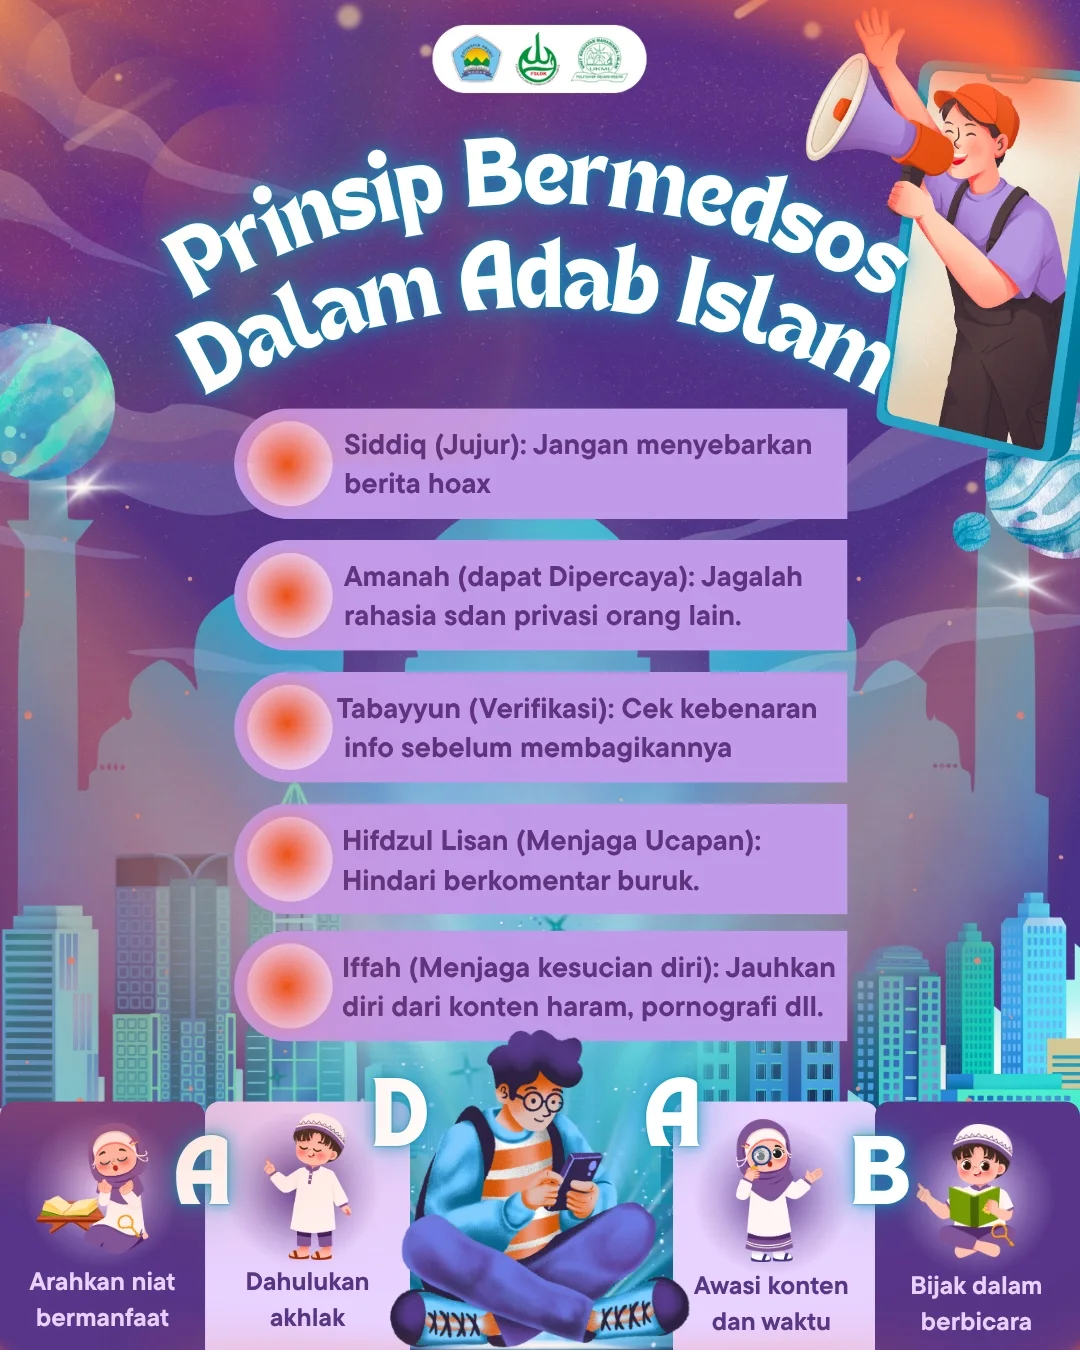 FSLDK
UKMI
Prinsip Bermedsos
Dalam Adab Islam
Siddiq (Jujur): Jangan menyebarkan
berita hoax
Amanah (dapat Dipercaya): Jagalah
rahasia sdan privasi orang lain.
Tabayyun (Verifikasi): Cek kebenaran
info sebelum membagikannya
Hifdzul Lisan (Menjaga Ucapan):
Hindari berkomentar buruk.
Iffah (Menjaga kesucian diri): Jauhkan
diri dari konten haram, pornografi dll.
A
D
A
B
Arahkan niat
bermanfaat
Dahulukan
akhlak
Awasi konten
dan waktu
Bijak dalam
berbicara